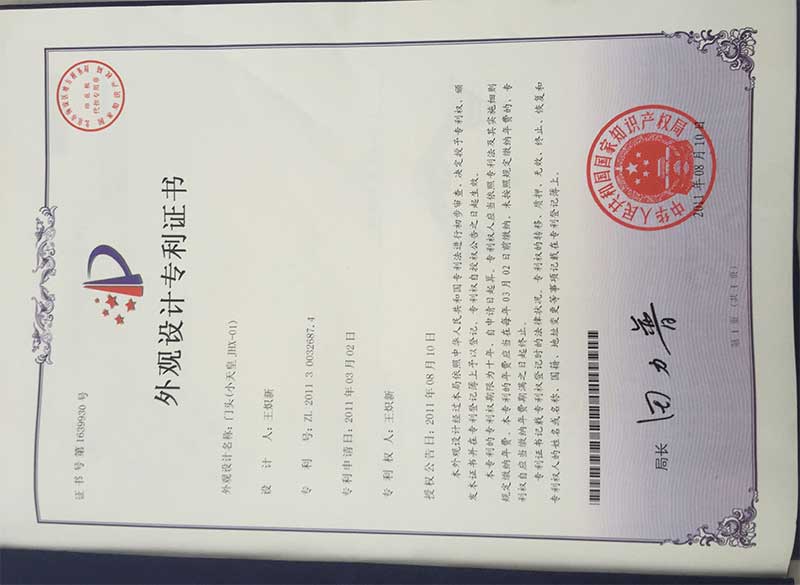 证书号第1639930号
外观设计专利证书
外观设计名称：门头(小天皇 JHX-01)
设计人：王炽新
专利号：ZL 2011 3 0032687.4
专利申请日：2011年03月02日
专利权人：王炽新
授权公告日：2011年08月10日
本外观设计经过本局依照中华人民共和国专利法进行初步审查，决定授予专利权，颁
发本证书并在专利登记簿上予以登记。专利权自授权公告之日起生效。
本专利的专利权期限为十年，自申请日起算。专利权人应当依照专利法及其实施细则
规定缴纳年费。本专利的年费应当在每年03月02日前缴纳。未按照规定缴纳年费的，专
利权自应当缴纳年费期满之日起终止。
专利证书记载专利权登记时的法律状况。专利权的转移、质押、无效、终止、恢复和
专利权人的姓名或名称、国籍、地址变更等事项记载在专利登记簿上。
局长
田力普
中华人民共和国国家知识产权局
2011年08月10日
第1页（共1页）